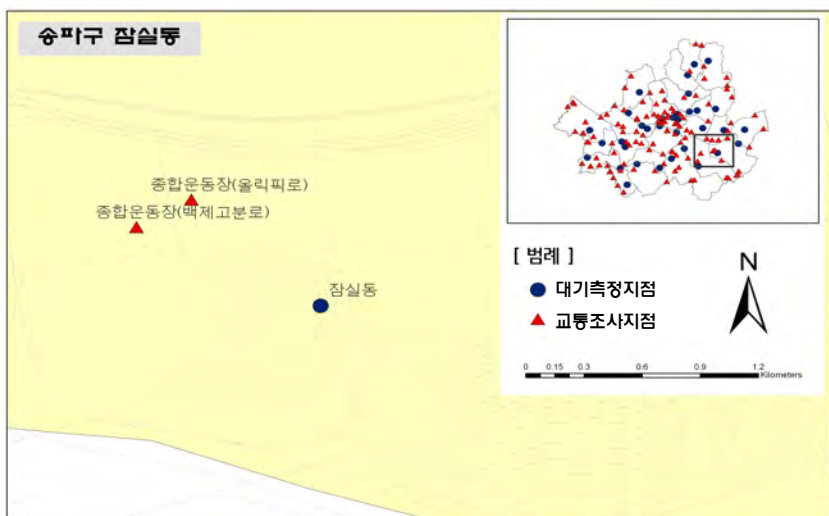 송파구 잠실동
종합운동장(올릭픽로)
종합운동장(백제고분로)
잠실동
[ 범례 ]
대기측정지점
교통조사지점
N
0 0.15 0.3 0.6 0.9 1.2
Kilometers